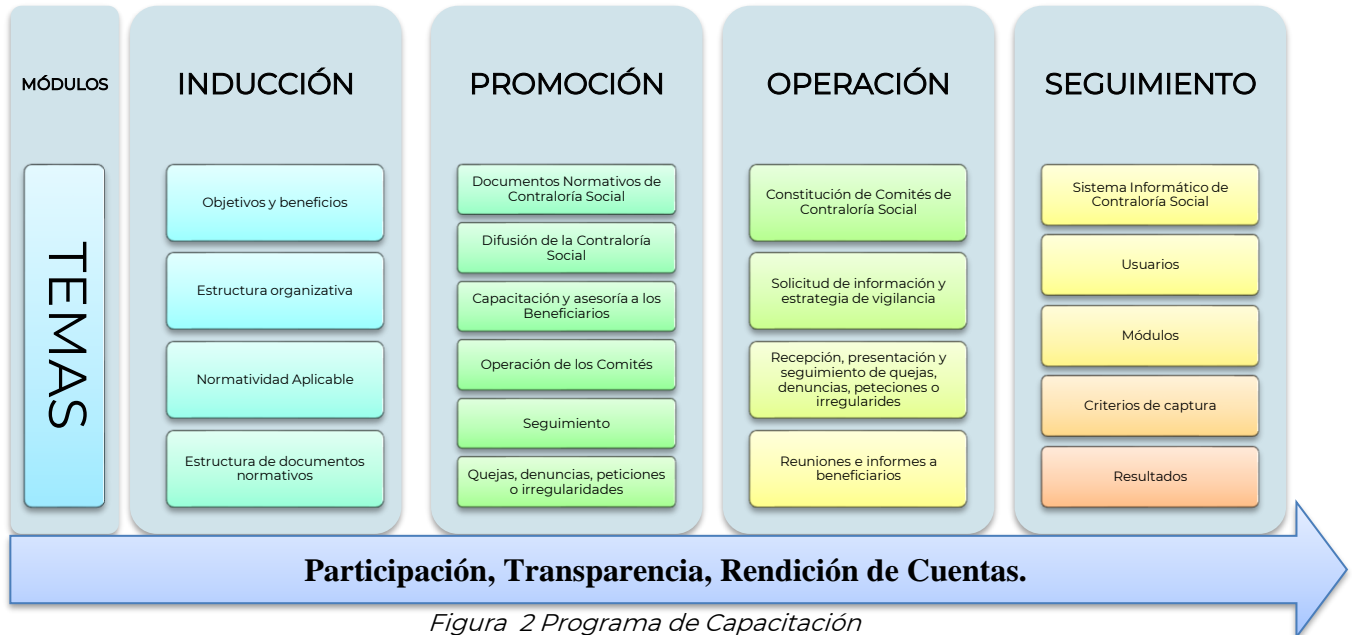 MÓDULOS
TEMAS
INDUCCIÓN
Objetivos y beneficios
Estructura organizativa
Normatividad Aplicable
Estructura de documentos
normativos
PROMOCIÓN
Documentos Normativos de
Contraloría Social
Difusión de la Contraloría
Social
Capacitación y asesoría a los
Beneficiarios
Operación de los Comités
Seguimiento
Quejas, denuncias, peticiones
o irregularidades
OPERACIÓN
Constitución de Comités de
Contraloría Social
Solicitud de información y
estrategia de vigilancia
Recepción, presentación y
seguimiento de quejas,
denuncias, peteciones o
irregularides
Reuniones e informes a
beneficiarios
SEGUIMIENTO
Sistema Informático de
Contraloría Social
Usuarios
Módulos
Criterios de captura
Resultados
Participación, Transparencia, Rendición de Cuentas.
Figura 2 Programa de Capacitación